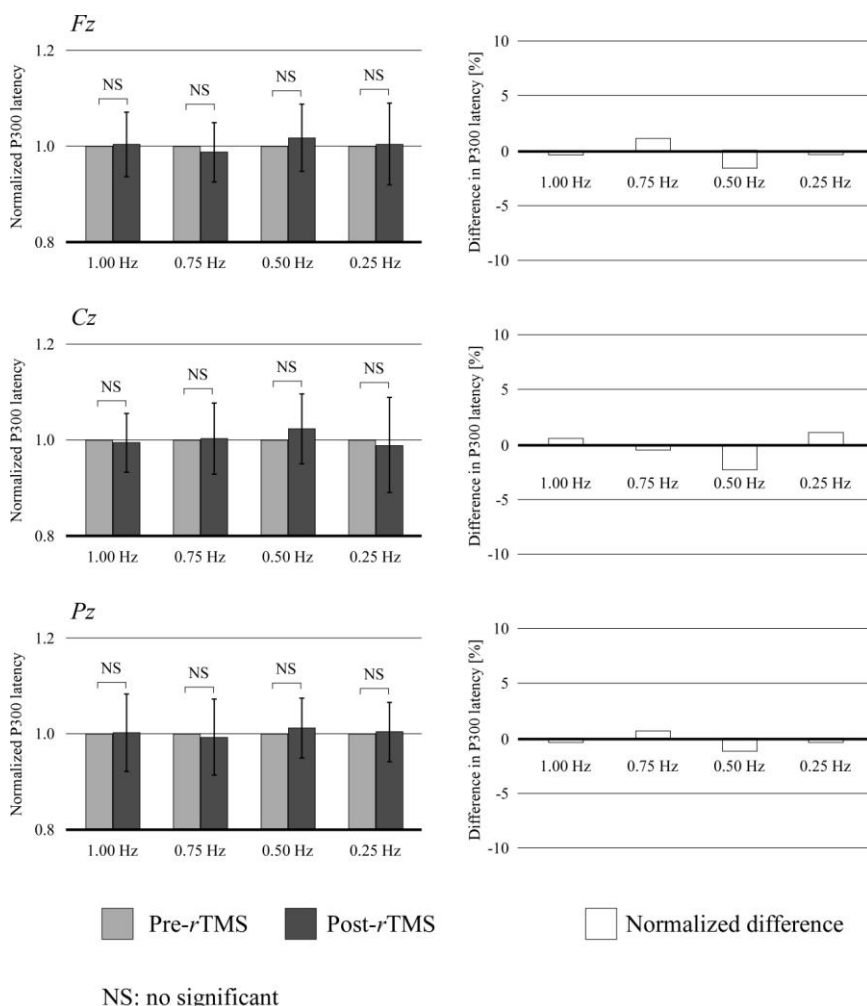 Fz
Normalized P300 latency
1.2
1.0
0.8
NS NS NS NS
1.00 Hz 0.75 Hz 0.50 Hz 0.25 Hz
Difference in P300 latency [%]
10
5
0
-5
-10
1.00 Hz 0.75 Hz 0.50 Hz 0.25 Hz
Cz
Normalized P300 latency
1.2
1.0
0.8
NS NS NS NS
1.00 Hz 0.75 Hz 0.50 Hz 0.25 Hz
Difference in P300 latency [%]
10
5
0
-5
-10
1.00 Hz 0.75 Hz 0.50 Hz 0.25 Hz
Pz
Normalized P300 latency
1.2
1.0
0.8
NS NS NS NS
1.00 Hz 0.75 Hz 0.50 Hz 0.25 Hz
Difference in P300 latency [%]
10
5
0
-5
-10
1.00 Hz 0.75 Hz 0.50 Hz 0.25 Hz
Pre-rTMS Post-rTMS Normalized difference
NS: no significant